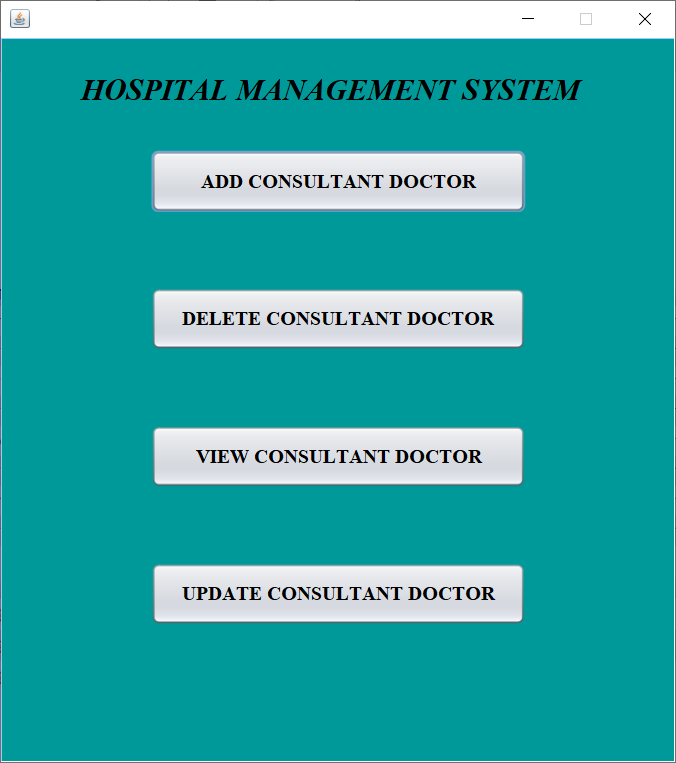 HOSPITAL MANAGEMENT SYSTEM
ADD CONSULTANT DOCTOR
DELETE CONSULTANT DOCTOR
VIEW CONSULTANT DOCTOR
UPDATE CONSULTANT DOCTOR